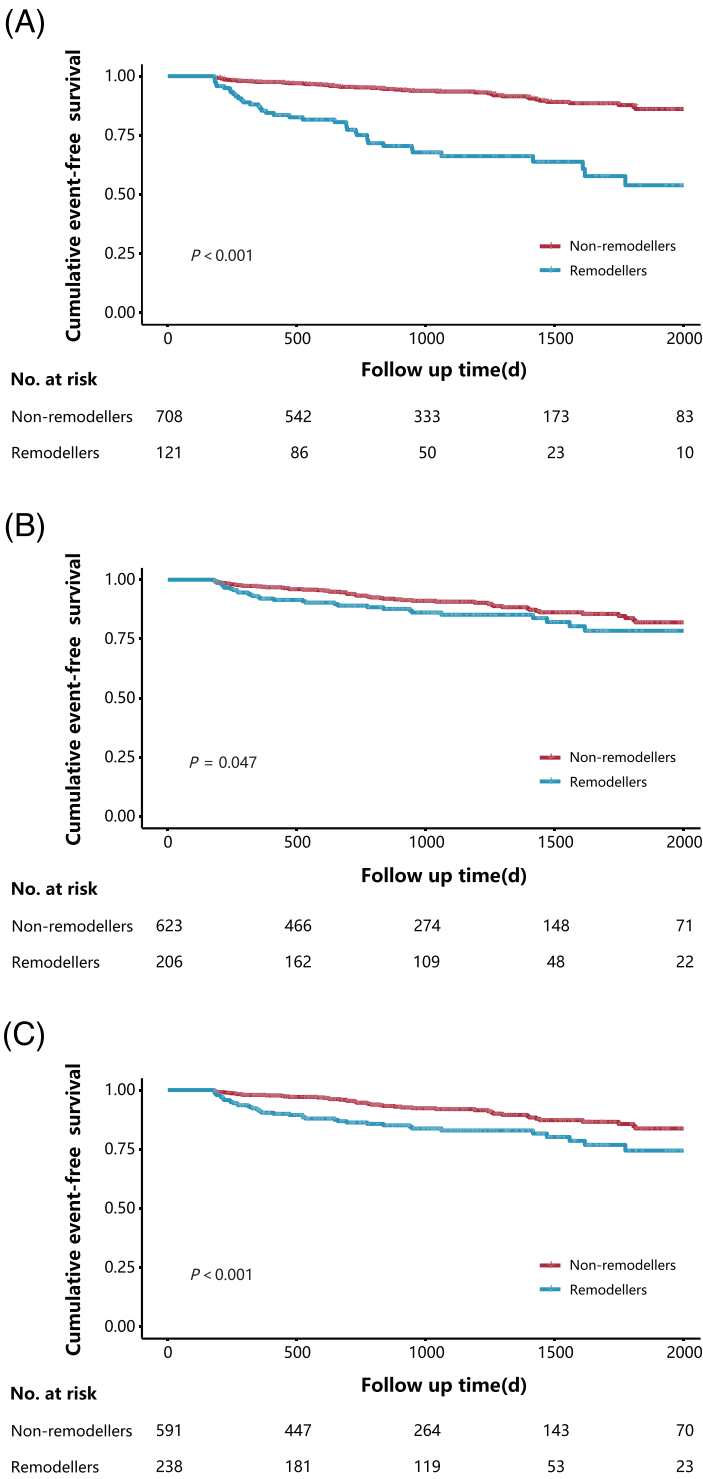 (A)
Cumulative event-free survival
1.00
0.75
0.50
0.25
0.00
P < 0.001
Non-remodellers
Remodellers
0 500 1000 1500 2000
Follow up time(d)
No. at risk
Non-remodellers 708 542 333 173 83
Remodellers 121 86 50 23 10
(B)
Cumulative event-free survival
1.00
0.75
0.50
0.25
0.00
P = 0.047
Non-remodellers
Remodellers
0 500 1000 1500 2000
Follow up time(d)
No. at risk
Non-remodellers 623 466 274 148 71
Remodellers 206 162 109 48 22
(C)
Cumulative event-free survival
1.00
0.75
0.50
0.25
0.00
P < 0.001
Non-remodellers
Remodellers
0 500 1000 1500 2000
Follow up time(d)
No. at risk
Non-remodellers 591 447 264 143 70
Remodellers 238 181 119 53 23